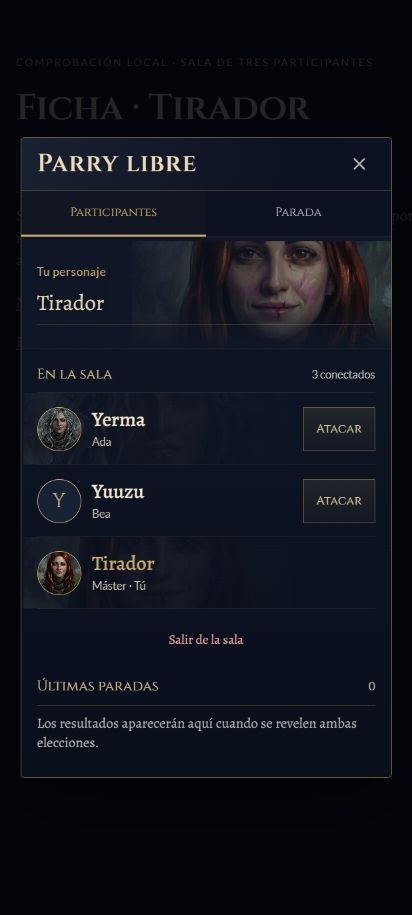 COMPROBACIÓN LOCAL · SALA DE TRES PARTICIPANTES
FICHA · TIRADOR
PARRY LIBRE
PARTICIPANTES
PARADA
Tu personaje
Tirador
EN LA SALA
3 conectados
Yerma
Ada
ATACAR
Y
Yuuzu
Bea
ATACAR
Tirador
Máster · Tú
Salir de la sala
ÚLTIMAS PARADAS
0
Los resultados aparecerán aquí cuando se revelen ambas
elecciones.